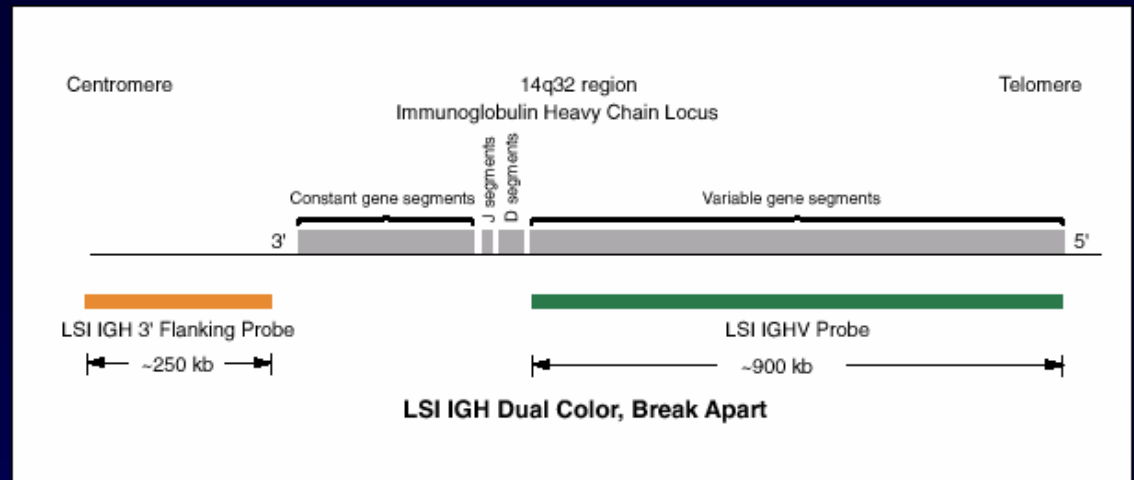 Centromere 14q32 region Telomere
Immunoglobulin Heavy Chain Locus
J segments
D segments
Constant gene segments
Variable gene segments
3'
5'
LSI IGH 3' Flanking Probe
LSI IGHV Probe
~250 kb
~900 kb
LSI IGH Dual Color, Break Apart